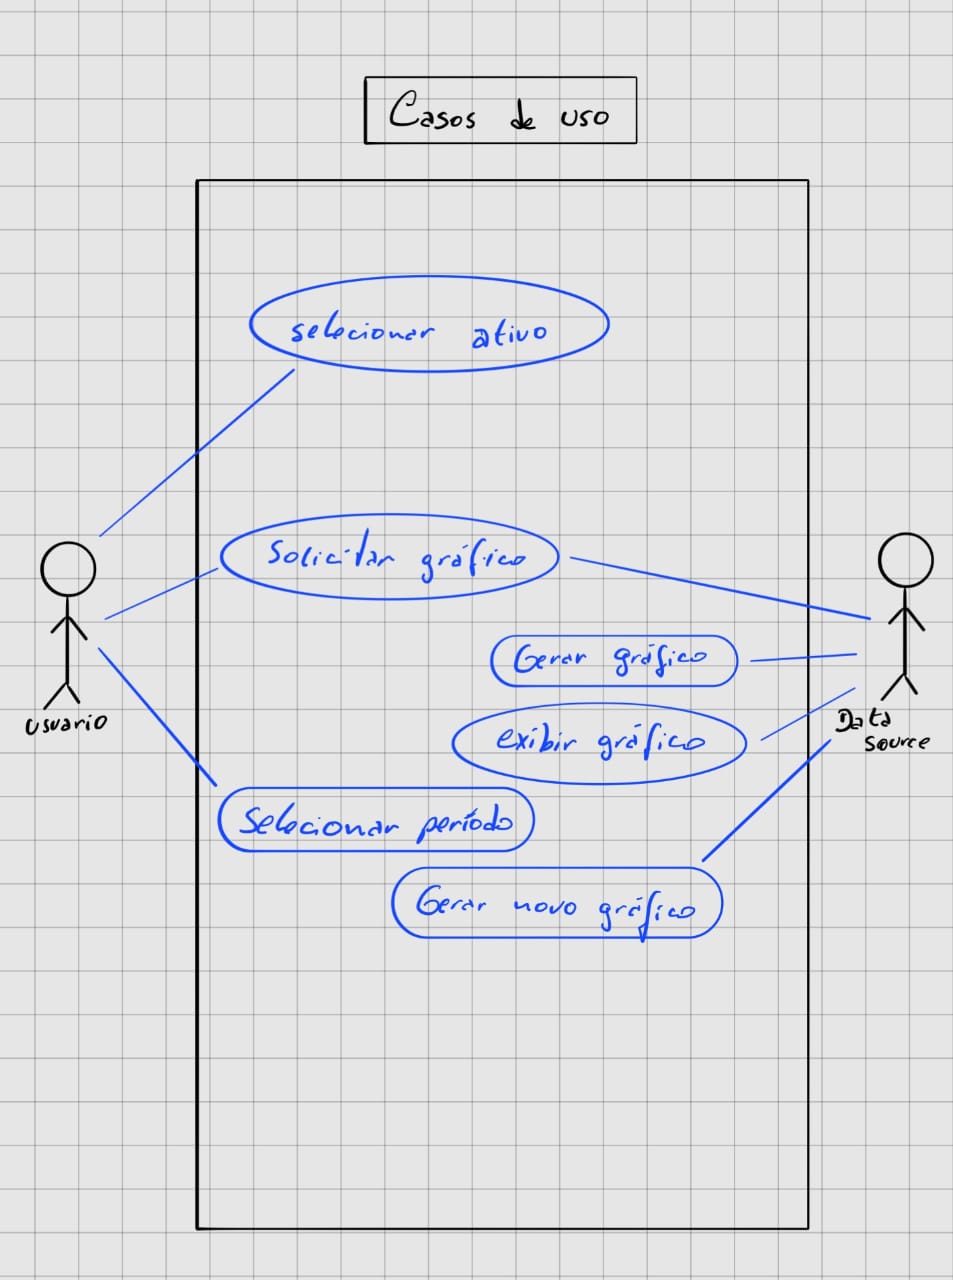 Casos de uso
selecionar ativo
Solicitar gráfico
Gerar gráfico
usuario
Data
source
exibir gráfico
Selecionar período
Gerar novo gráfico